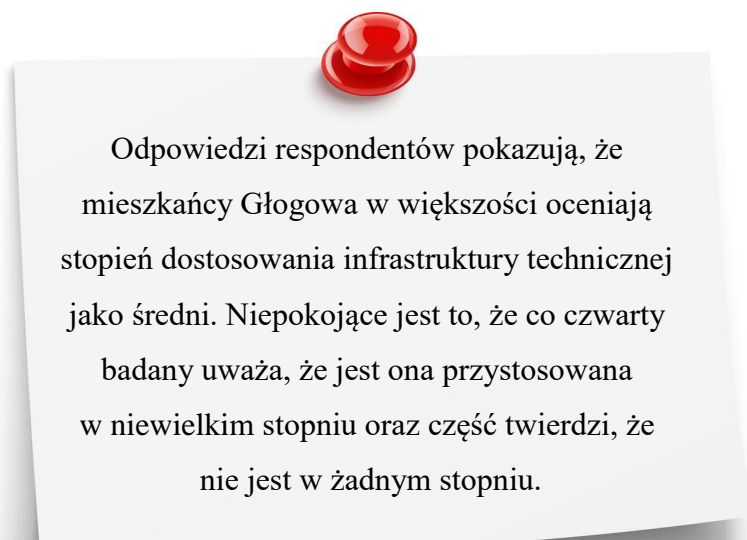 Odpowiedzi respondentów pokazują, że
mieszkańcy Głogowa w większości oceniają
stopień dostosowania infrastruktury technicznej
jako średni. Niepokojące jest to, że co czwarty
badany uważa, że jest ona przystosowana
w niewielkim stopniu oraz część twierdzi, że
nie jest w żadnym stopniu.